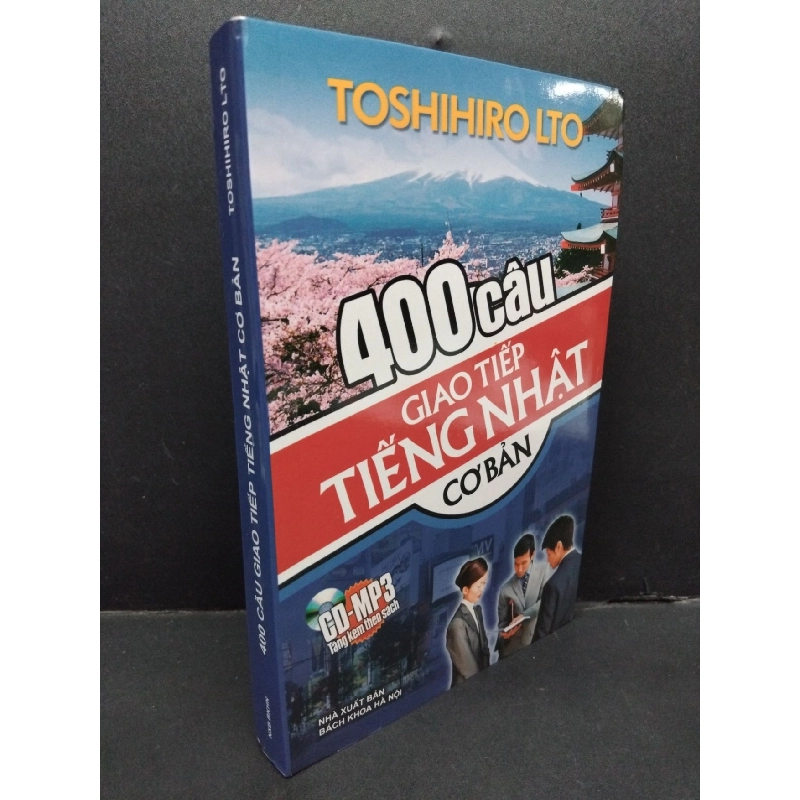 TOSHIHIRO LTO
400 câu
GIAO TIẾP
TIẾNG NHẬT
CƠ BẢN
CD-MP3
Tặng kèm theo sách
NHÀ XUẤT BẢN
BÁCH KHOA HÀ NỘI
MV
400 CÂU GIAO TIẾP TIẾNG NHẬT CƠ BẢN TOSHIHIRO LTO